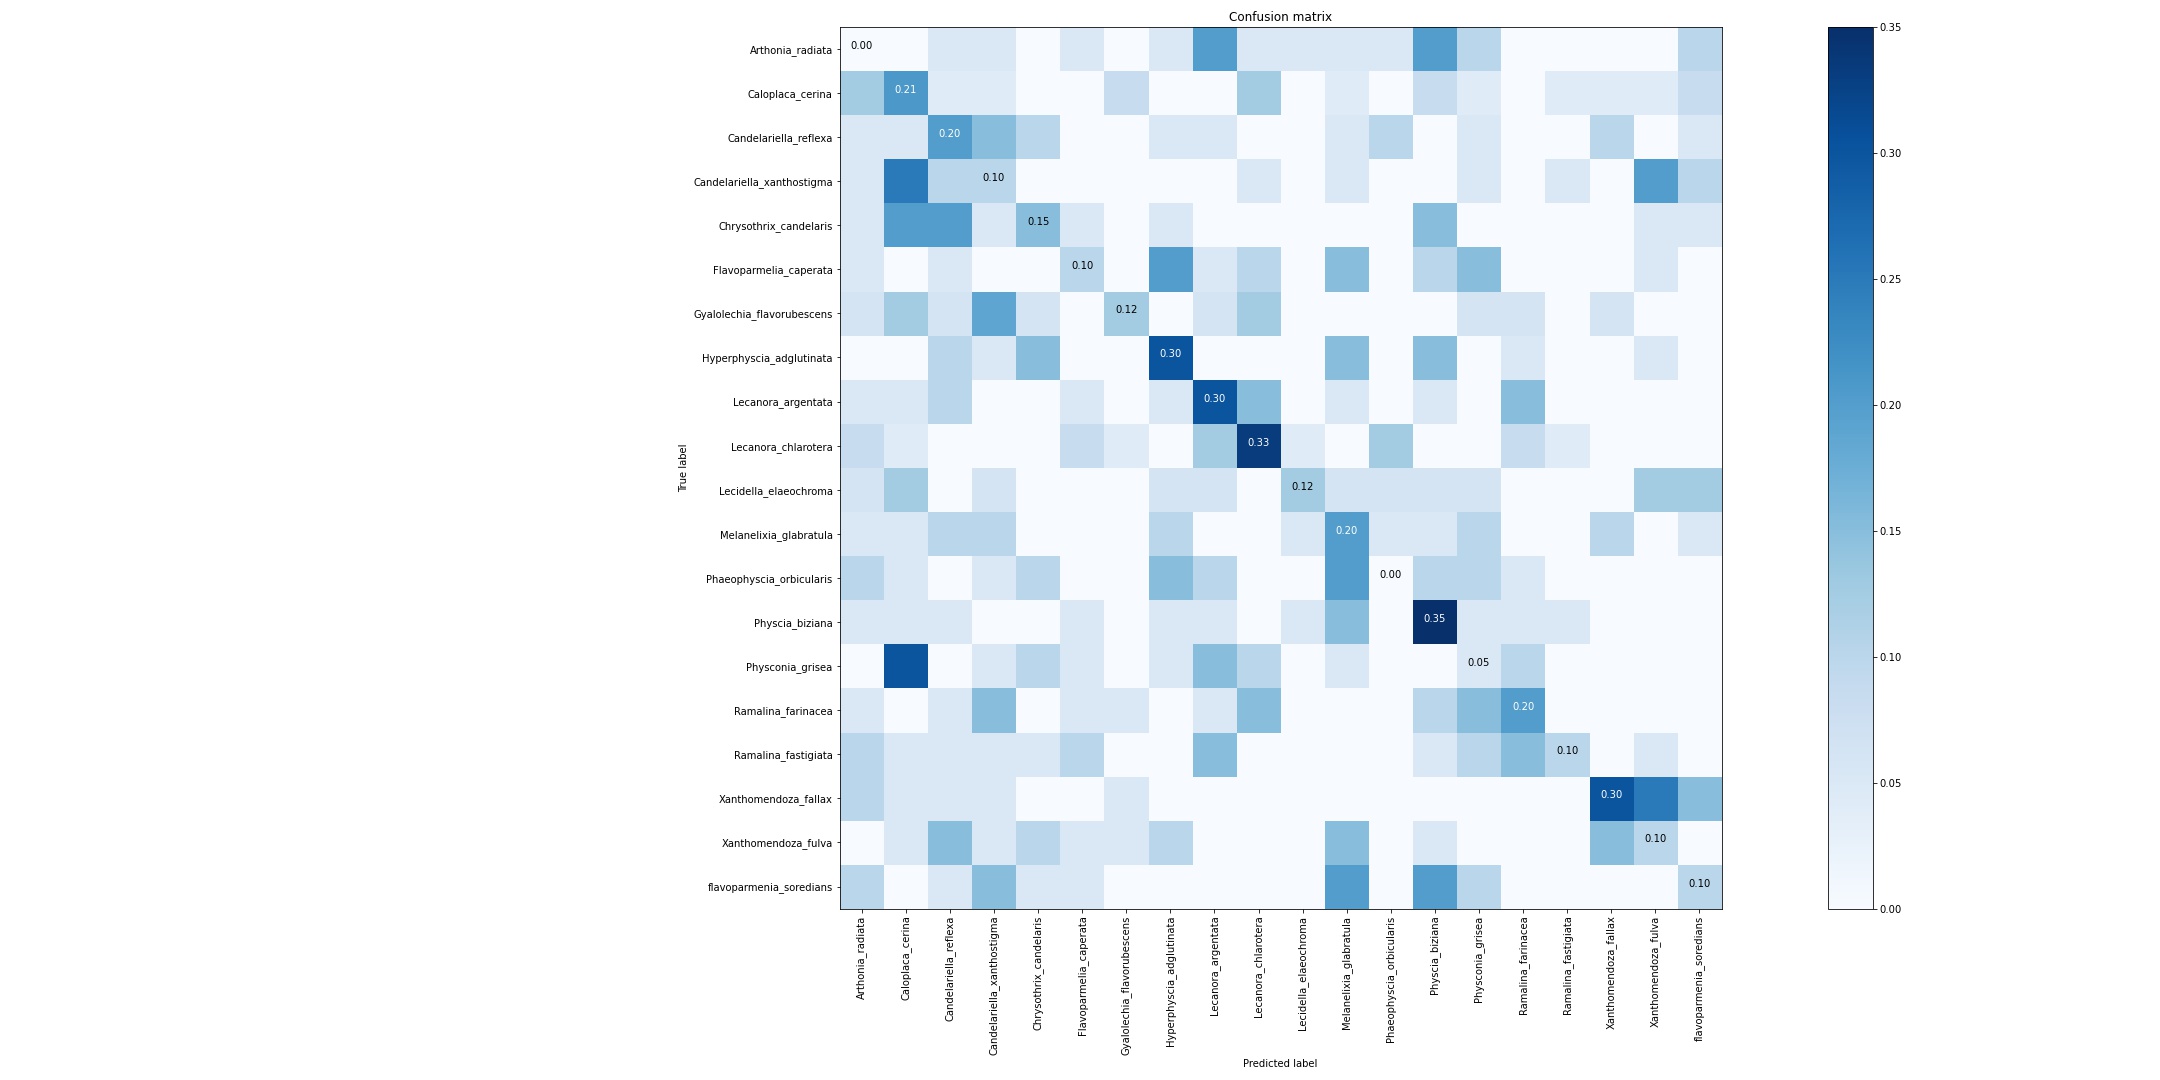 Confusion matrix
Arthonia_radiata
Caloplaca_cerina
Candelariella_reflexa
Candelariella_xanthostigma
Chrysothrix_candelaris
Flavoparmelia_caperata
Gyalolechia_flavorubescens
Hyperphyscia_adglutinata
Lecanora_argentata
Lecanora_chlarotera
Lecidella_elaeochroma
Melanelixia_glabratula
Phaeophyscia_orbicularis
Physcia_biziana
Physconia_grisea
Ramalina_farinacea
Ramalina_fastigiata
Xanthomendoza_fallax
Xanthomendoza_fulva
flavoparmenia_soredians
True label
0.00
0.21
0.20
0.10
0.15
0.10
0.12
0.30
0.30
0.33
0.12
0.20
0.00
0.35
0.05
0.20
0.10
0.30
0.10
0.10
Arthonia_radiata
Caloplaca_cerina
Candelariella_reflexa
Candelariella_xanthostigma
Chrysothrix_candelaris
Flavoparmelia_caperata
Gyalolechia_flavorubescens
Hyperphyscia_adglutinata
Lecanora_argentata
Lecanora_chlarotera
Lecidella_elaeochroma
Melanelixia_glabratula
Phaeophyscia_orbicularis
Physcia_biziana
Physconia_grisea
Ramalina_farinacea
Ramalina_fastigiata
Xanthomendoza_fallax
Xanthomendoza_fulva
flavoparmenia_soredians
Predicted label
0.35
0.30
0.25
0.20
0.15
0.10
0.05
0.00